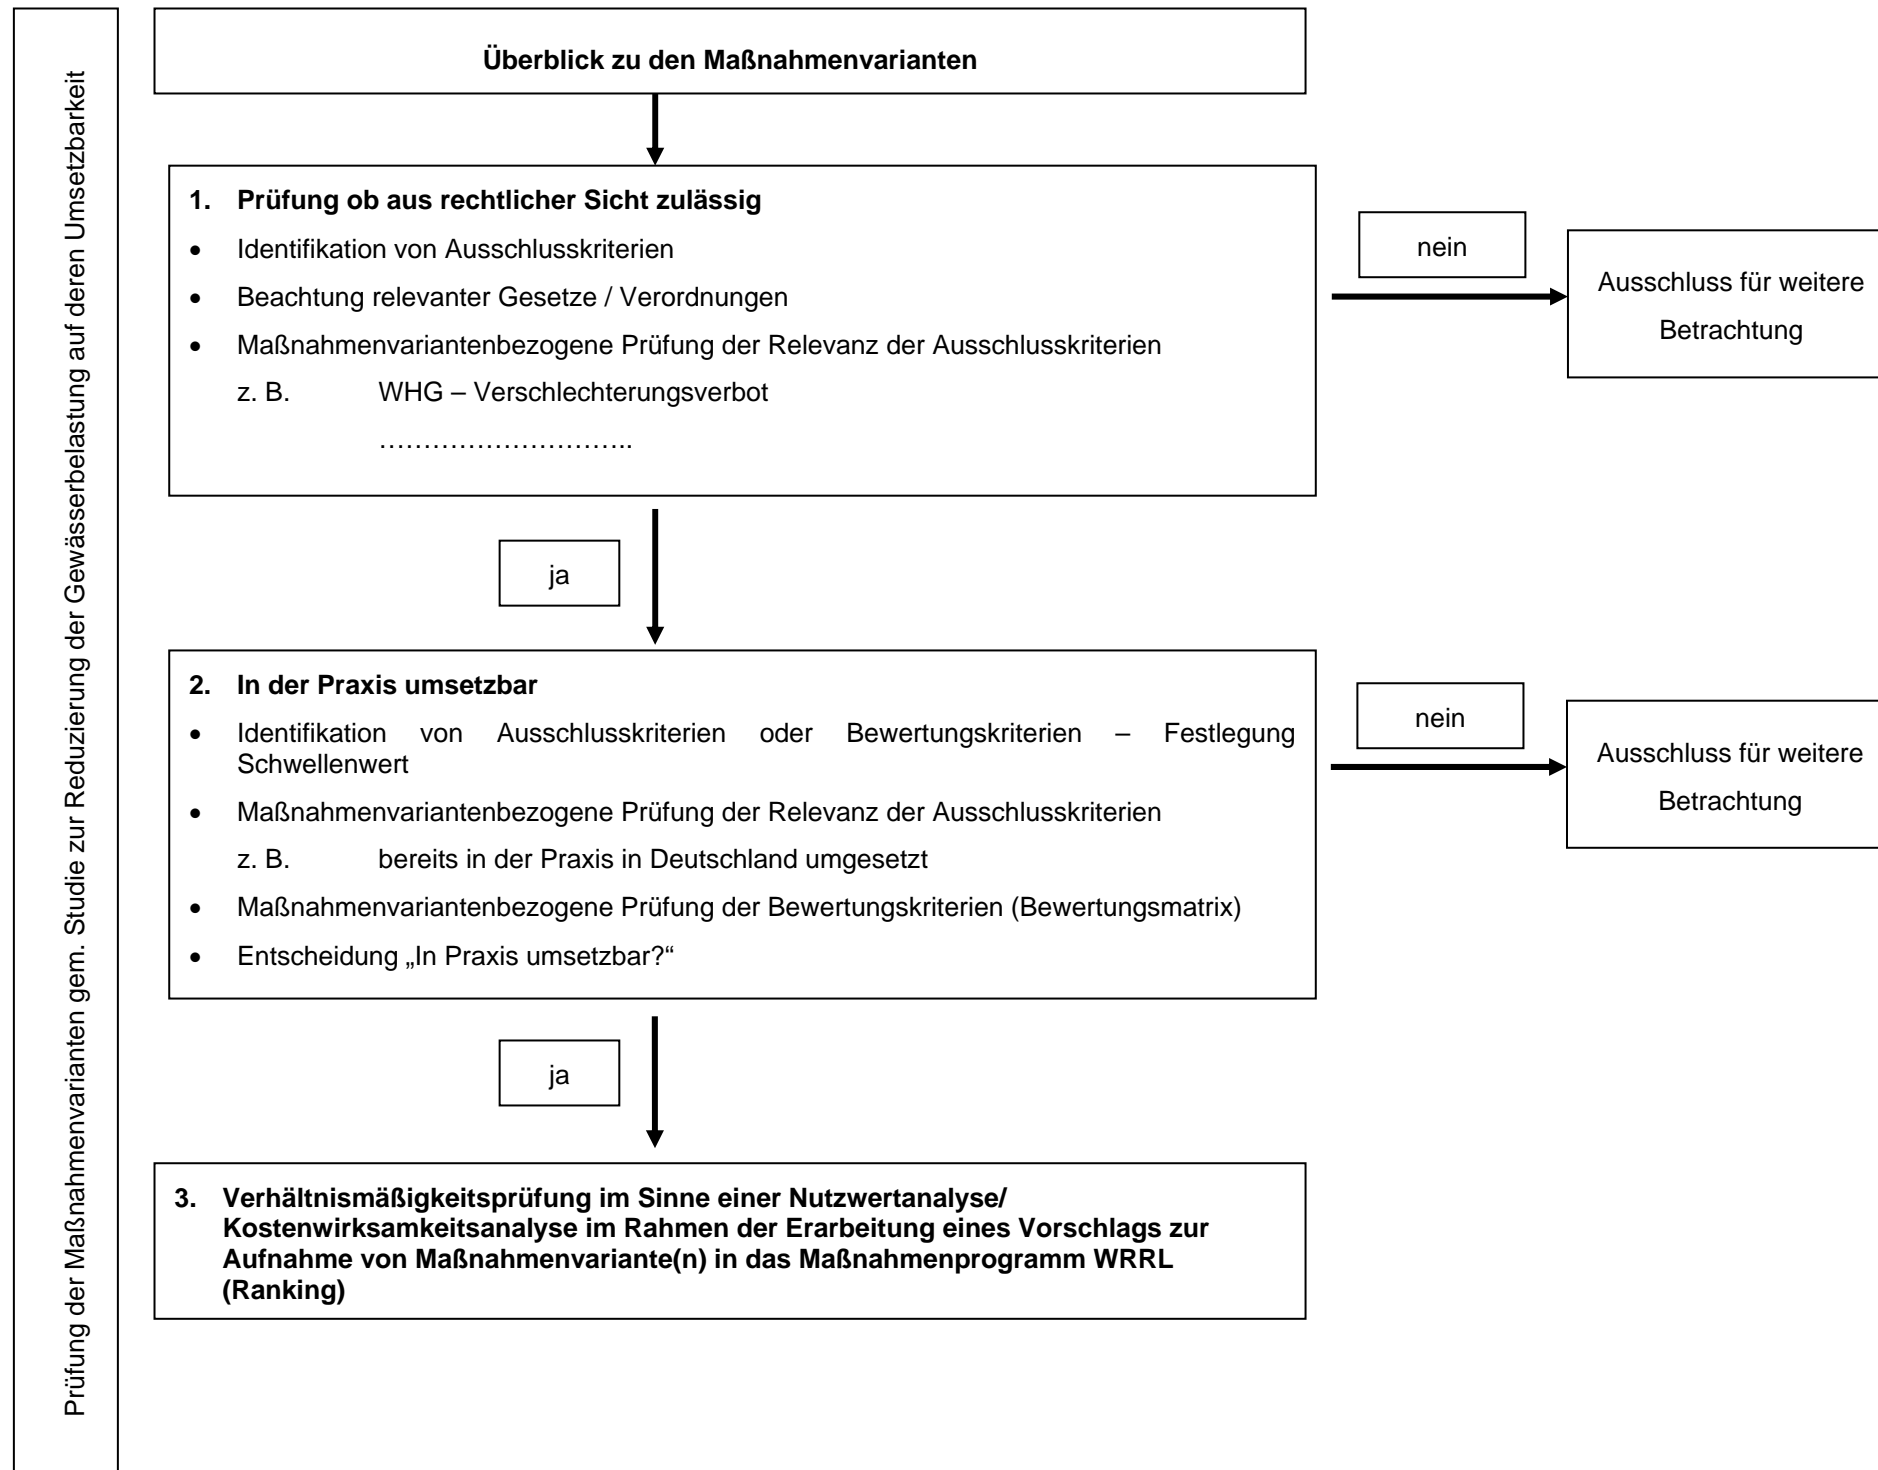 Prüfung der Maßnahmenvarianten gem. Studie zur Reduzierung der Gewässerbelastung auf deren Umsetzbarkeit
Überblick zu den Maßnahmenvarianten
1. Prüfung ob aus rechtlicher Sicht zulässig
• Identifikation von Ausschlusskriterien
• Beachtung relevanter Gesetze / Verordnungen
• Maßnahmenvariantenbezogene Prüfung der Relevanz der Ausschlusskriterien
z. B. WHG – Verschlechterungsverbot
………………………..
nein
Ausschluss für weitere
Betrachtung
ja
2. In der Praxis umsetzbar
• Identifikation von Ausschlusskriterien oder Bewertungskriterien – Festlegung
Schwellenwert
• Maßnahmenvariantenbezogene Prüfung der Relevanz der Ausschlusskriterien
z. B. bereits in der Praxis in Deutschland umgesetzt
• Maßnahmenvariantenbezogene Prüfung der Bewertungskriterien (Bewertungsmatrix)
• Entscheidung „In Praxis umsetzbar?“
nein
Ausschluss für weitere
Betrachtung
ja
3. Verhältnismäßigkeitsprüfung im Sinne einer Nutzwertanalyse/
Kostenwirksamkeitsanalyse im Rahmen der Erarbeitung eines Vorschlags zur
Aufnahme von Maßnahmenvariante(n) in das Maßnahmenprogramm WRRL
(Ranking)